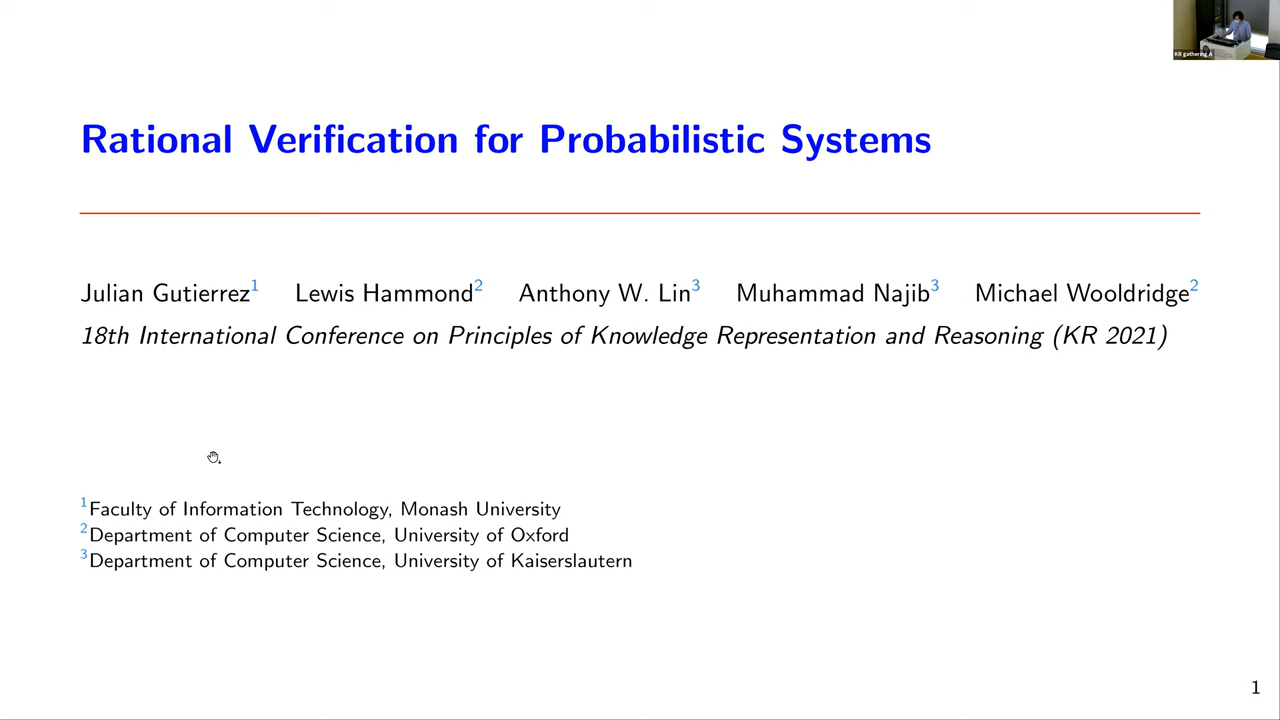 KR gathering A
Rational Verification for Probabilistic Systems
Julian Gutierrez¹ Lewis Hammond² Anthony W. Lin³ Muhammad Najib³ Michael Wooldridge²
18th International Conference on Principles of Knowledge Representation and Reasoning (KR 2021)
¹Faculty of Information Technology, Monash University
²Department of Computer Science, University of Oxford
³Department of Computer Science, University of Kaiserslautern
1